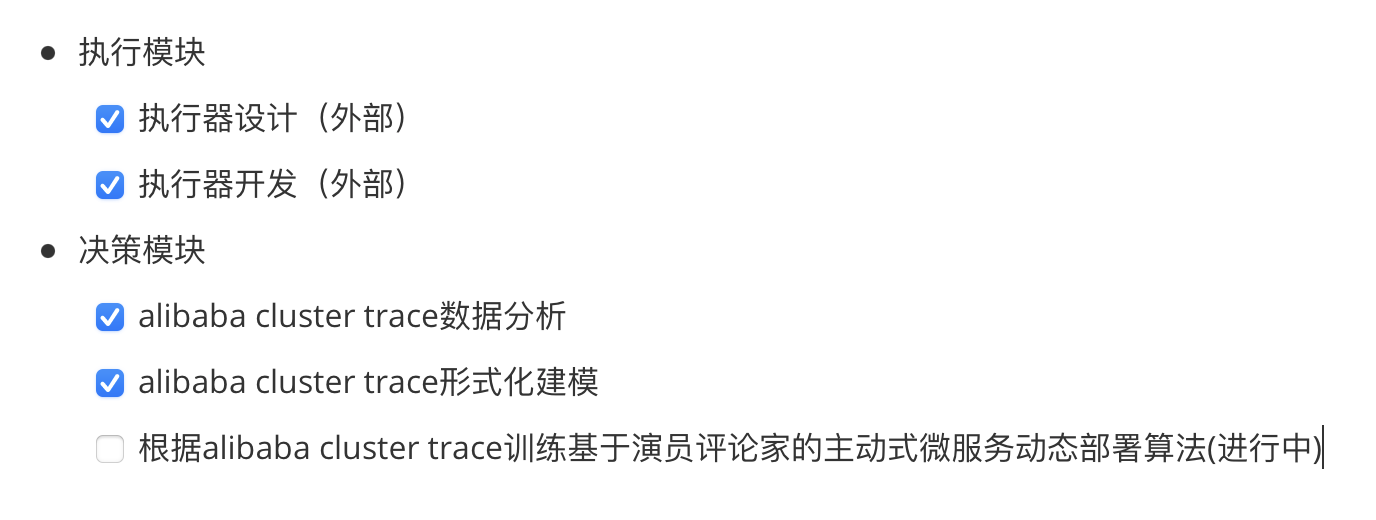 执行模块
执行器设计（外部）
执行器开发（外部）
决策模块
alibaba cluster trace数据分析
alibaba cluster trace形式化建模
根据alibaba cluster trace训练基于演员评论家的主动式微服务动态部署算法(进行中)